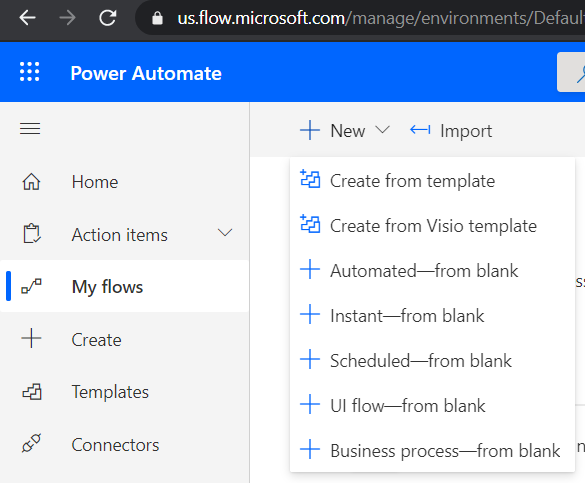 us.flow.microsoft.com/manage/environments/Defaul
Power Automate
New
Import
Home
Action items
My flows
Create
Templates
Connectors
Create from template
Create from Visio template
Automated—from blank
Instant—from blank
Scheduled—from blank
UI flow—from blank
Business process—from blank